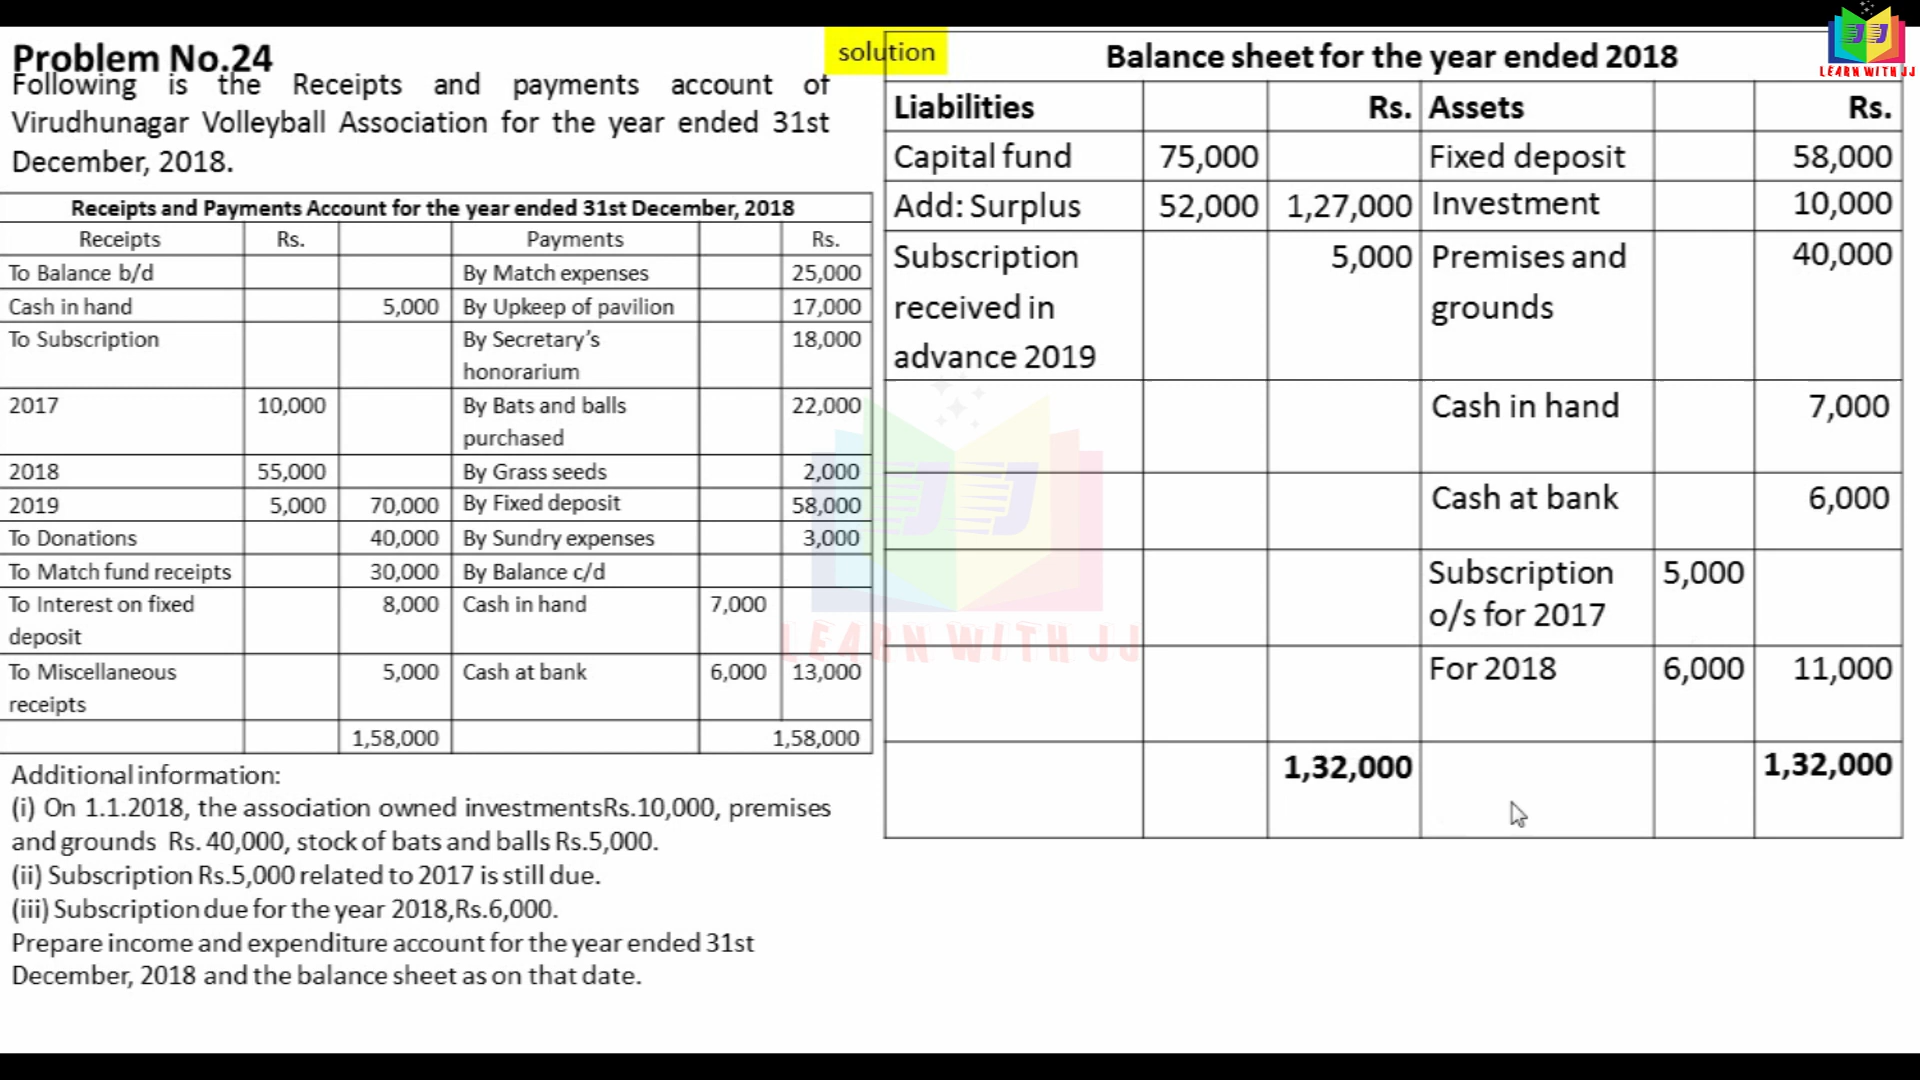 Problem No.24
Following is the Receipts and payments account of
Virudhunagar Volleyball Association for the year ended 31st
December, 2018.
Receipts and Payments Account for the year ended 31st December, 2018
Receipts Rs. Payments Rs.
To Balance b/d By Match expenses 25,000
Cash in hand 5,000 By Upkeep of pavilion 17,000
To Subscription By Secretary's 18,000
honorarium
2017 10,000 By Bats and balls 22,000
purchased
2018 55,000 By Grass seeds 2,000
2019 5,000 70,000 By Fixed deposit 58,000
To Donations 40,000 By Sundry expenses 3,000
To Match fund receipts 30,000 By Balance c/d
To Interest on fixed 8,000 Cash in hand 7,000
deposit
To Miscellaneous 5,000 Cash at bank 6,000 13,000
receipts
1,58,000 1,58,000
Additional information:
(i) On 1.1.2018, the association owned investmentsRs.10,000, premises
and grounds Rs. 40,000, stock of bats and balls Rs.5,000.
(ii) Subscription Rs.5,000 related to 2017 is still due.
(iii) Subscription due for the year 2018,Rs.6,000.
Prepare income and expenditure account for the year ended 31st
December, 2018 and the balance sheet as on that date.
solution
Balance sheet for the year ended 2018
Liabilities Rs. Assets Rs.
Capital fund 75,000 Fixed deposit 58,000
Add: Surplus 52,000 1,27,000 Investment 10,000
Subscription 5,000 Premises and 40,000
received in grounds
advance 2019
Cash in hand 7,000
Cash at bank 6,000
Subscription 5,000
o/s for 2017
For 2018 6,000 11,000
1,32,000 1,32,000
JJ
LEARN WITH JJ
JJ
LEARN WITH JJ